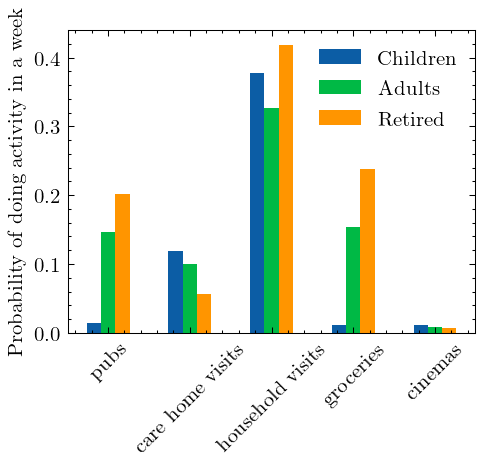 Probability of doing activity in a week
0.4
0.3
0.2
0.1
0.0
Children
Adults
Retired
pubs
care home visits
household visits
groceries
cinemas